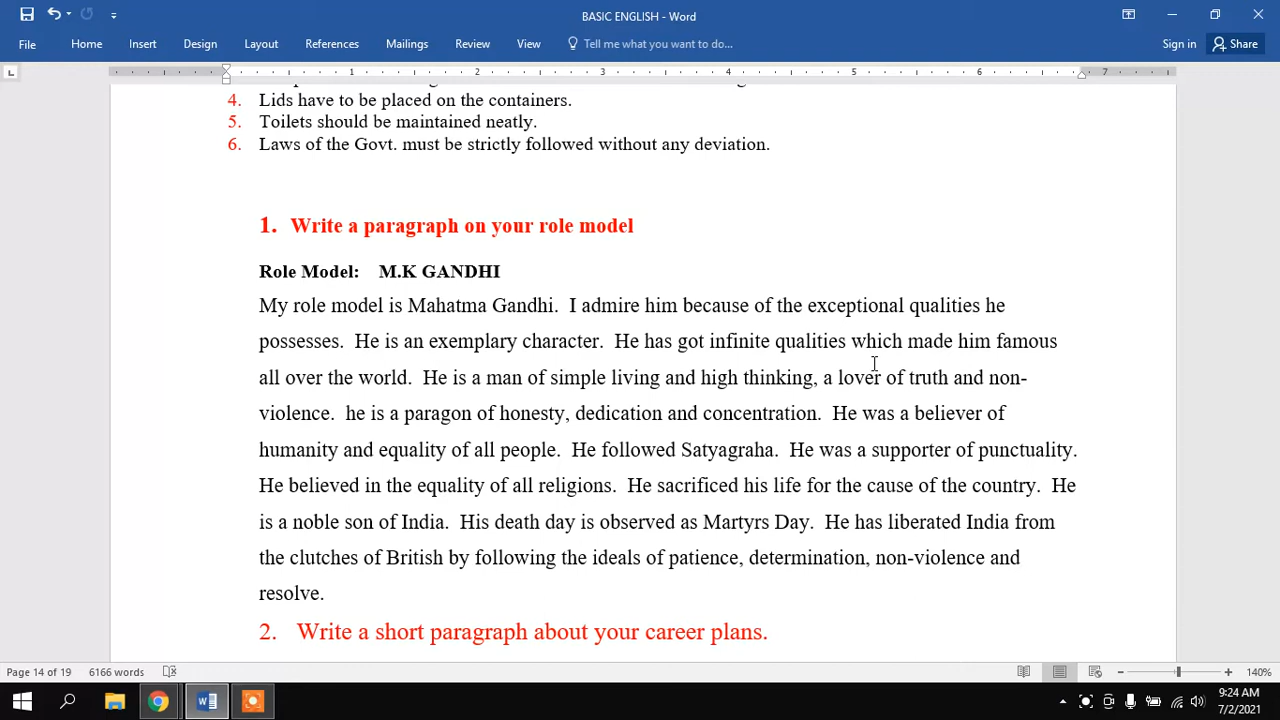 BASIC ENGLISH - Word
File Home Insert Design Layout References Mailings Review View Tell me what you want to do... Sign in Share
1 2 3 4 5 6 7
4. Lids have to be placed on the containers.
5. Toilets should be maintained neatly.
6. Laws of the Govt. must be strictly followed without any deviation.
1. Write a paragraph on your role model
Role Model: M.K GANDHI
My role model is Mahatma Gandhi. I admire him because of the exceptional qualities he
possesses. He is an exemplary character. He has got infinite qualities which made him famous
all over the world. He is a man of simple living and high thinking, a lover of truth and non-
violence. he is a paragon of honesty, dedication and concentration. He was a believer of
humanity and equality of all people. He followed Satyagraha. He was a supporter of punctuality.
He believed in the equality of all religions. He sacrificed his life for the cause of the country. He
is a noble son of India. His death day is observed as Martyrs Day. He has liberated India from
the clutches of British by following the ideals of patience, determination, non-violence and
resolve.
2. Write a short paragraph about your career plans.
Page 14 of 19 6166 words 140%
9:24 AM
7/2/2021